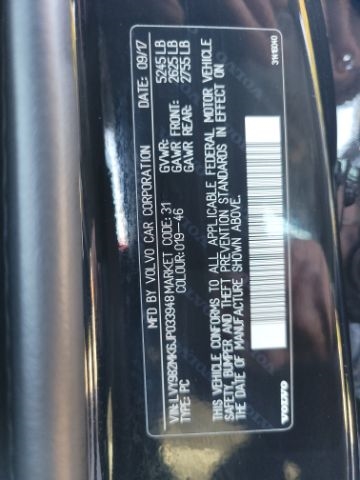 MFD BY VOLVO CAR CORPORATION DATE: 09/17
GVWR: 5245 LB
GAWR FRONT: 2625 LB
GAWR REAR: 2755 LB
VIN: LVY982MKGJP033948 MARKET CODE: 31
TYPE: PC COLOUR: 019-46
THIS VEHICLE CONFORMS TO ALL APPLICABLE FEDERAL MOTOR VEHICLE
SAFETY, BUMPER AND THEFT PREVENTION STANDARDS IN EFFECT ON
THE DATE OF MANUFACTURE SHOWN ABOVE.
VOLVO